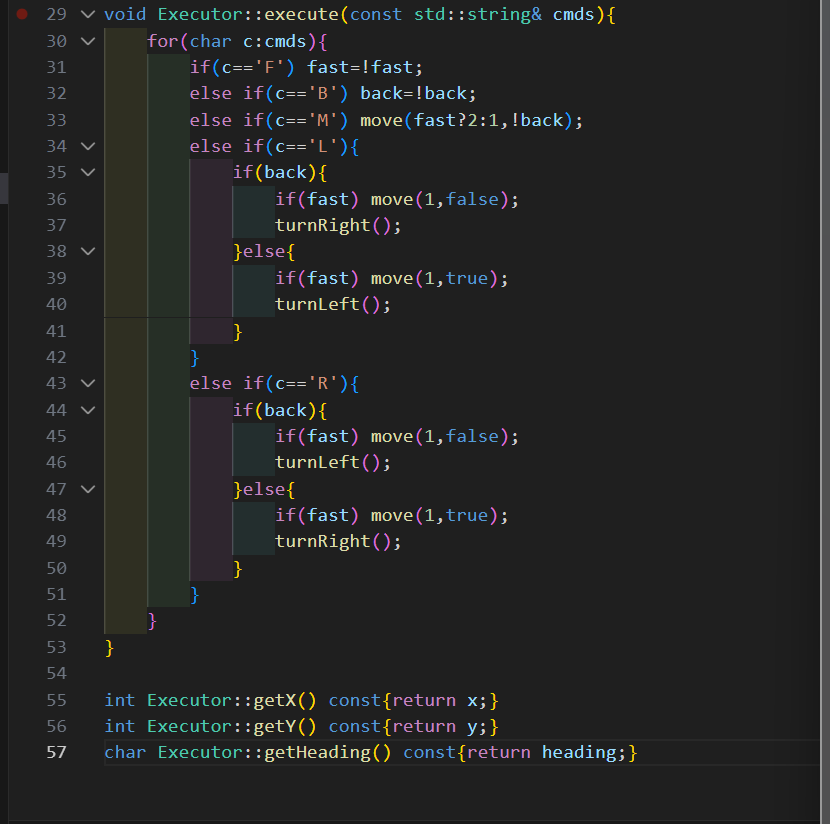 29 void Executor::execute(const std::string& cmds){
30     for(char c:cmds){
31         if(c=='F') fast=!fast;
32         else if(c=='B') back=!back;
33         else if(c=='M') move(fast?2:1,!back);
34         else if(c=='L'){
35             if(back){
36                 if(fast) move(1,false);
37                 turnRight();
38             }else{
39                 if(fast) move(1,true);
40                 turnLeft();
41             }
42         }
43         else if(c=='R'){
44             if(back){
45                 if(fast) move(1,false);
46                 turnLeft();
47             }else{
48                 if(fast) move(1,true);
49                 turnRight();
50             }
51         }
52     }
53 }
54
55 int Executor::getX() const{return x;}
56 int Executor::getY() const{return y;}
57 char Executor::getHeading() const{return heading;}